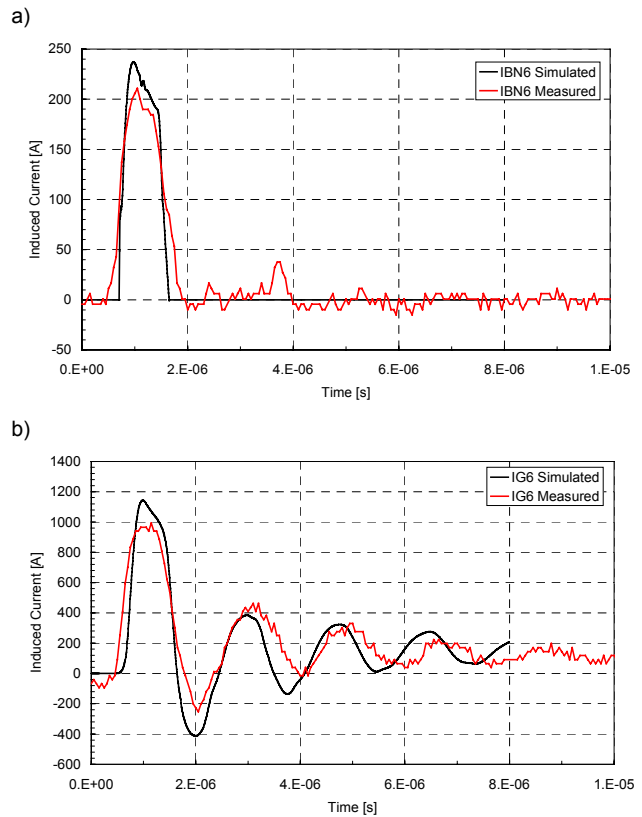 a)
250
200
150
100
50
0
-50
Induced Current [A]
IBN6 Simulated
IBN6 Measured
0.E+00 2.E-06 4.E-06 6.E-06 8.E-06 1.E-05
Time [s]
b)
1400
1200
1000
800
600
400
200
0
-200
-400
-600
Induced Current [A]
IG6 Simulated
IG6 Measured
0.E+00 2.E-06 4.E-06 6.E-06 8.E-06 1.E-05
Time [s]